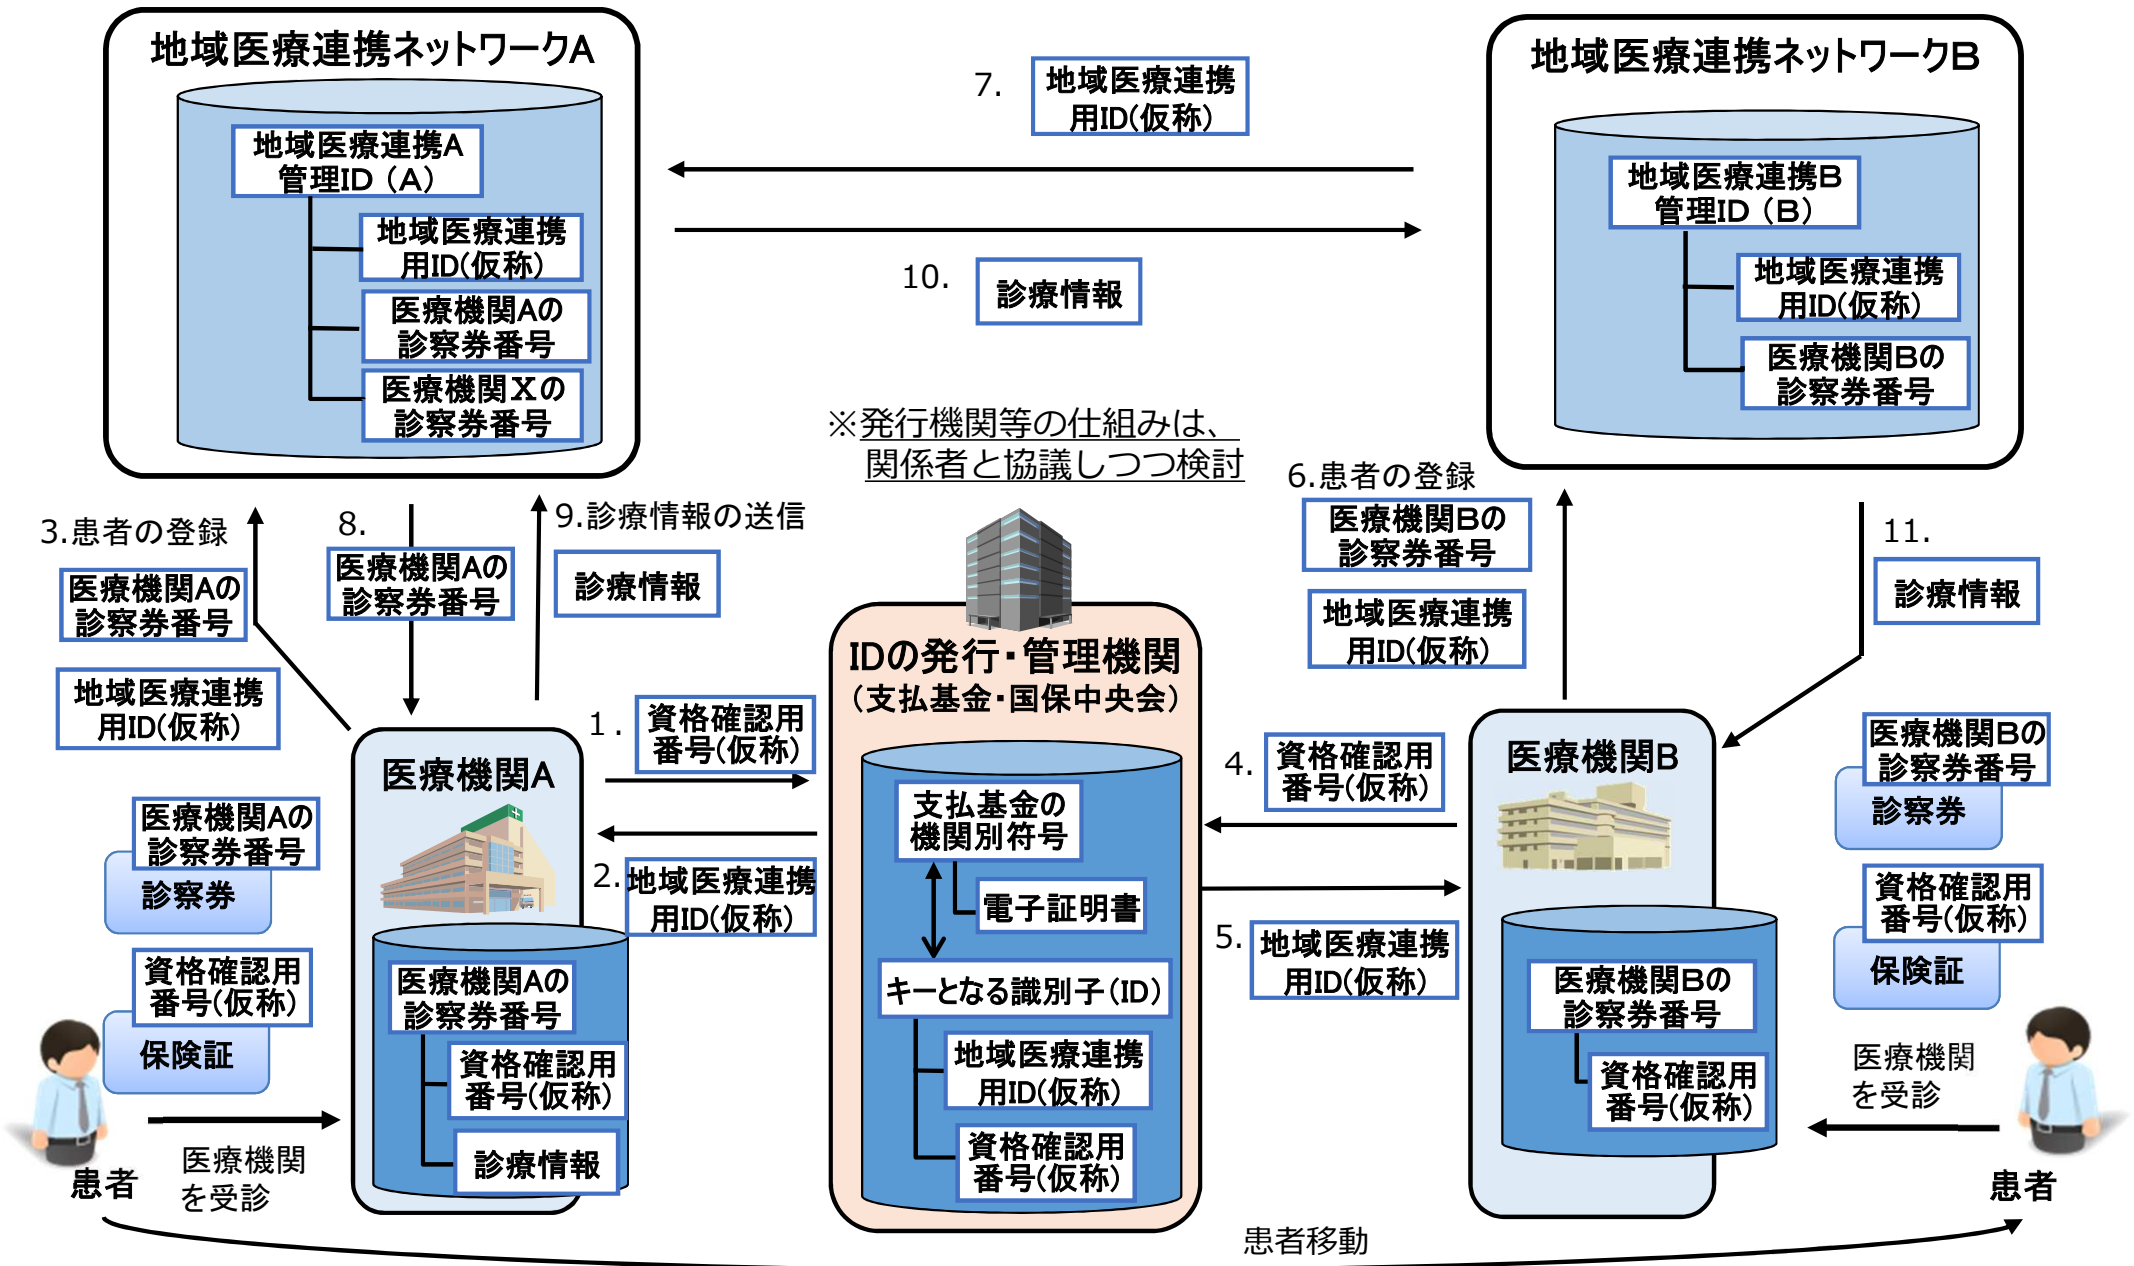 地域医療連携ネットワークA
地域医療連携A
管理ID（A）
地域医療連携
用ID(仮称)
医療機関Aの
診察券番号
医療機関Xの
診察券番号
7.
地域医療連携
用ID(仮称)
10.
診療情報
地域医療連携ネットワークB
地域医療連携B
管理ID（B）
地域医療連携
用ID(仮称)
医療機関Bの
診察券番号
※発行機関等の仕組みは、
関係者と協議しつつ検討
3.患者の登録
医療機関Aの
診察券番号
地域医療連携
用ID(仮称)
8.
医療機関Aの
診察券番号
9.診療情報の送信
診療情報
6.患者の登録
医療機関Bの
診察券番号
地域医療連携
用ID(仮称)
11.
診療情報
医療機関Aの
診察券番号
診察券
資格確認用
番号(仮称)
保険証
患者
医療機関
を受診
医療機関A
医療機関Aの
診察券番号
資格確認用
番号(仮称)
診療情報
1.
資格確認用
番号(仮称)
2.
地域医療連携
用ID(仮称)
IDの発行・管理機関
（支払基金・国保中央会）
支払基金の
機関別符号
電子証明書
キーとなる識別子（ID）
地域医療連携
用ID(仮称)
資格確認用
番号(仮称)
4.
資格確認用
番号(仮称)
5.
地域医療連携
用ID(仮称)
医療機関B
医療機関Bの
診察券番号
資格確認用
番号(仮称)
医療機関Bの
診察券番号
診察券
資格確認用
番号(仮称)
保険証
医療機関
を受診
患者
患者移動